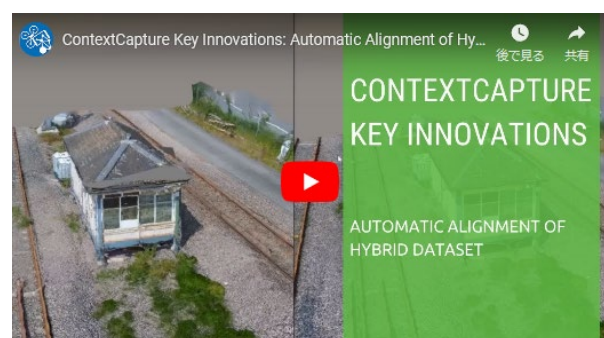 ContextCapture Key Innovations: Automatic Alignment of Hy...
後で見る
共有
CONTEXTCAPTURE
KEY INNOVATIONS
AUTOMATIC ALIGNMENT OF
HYBRID DATASET